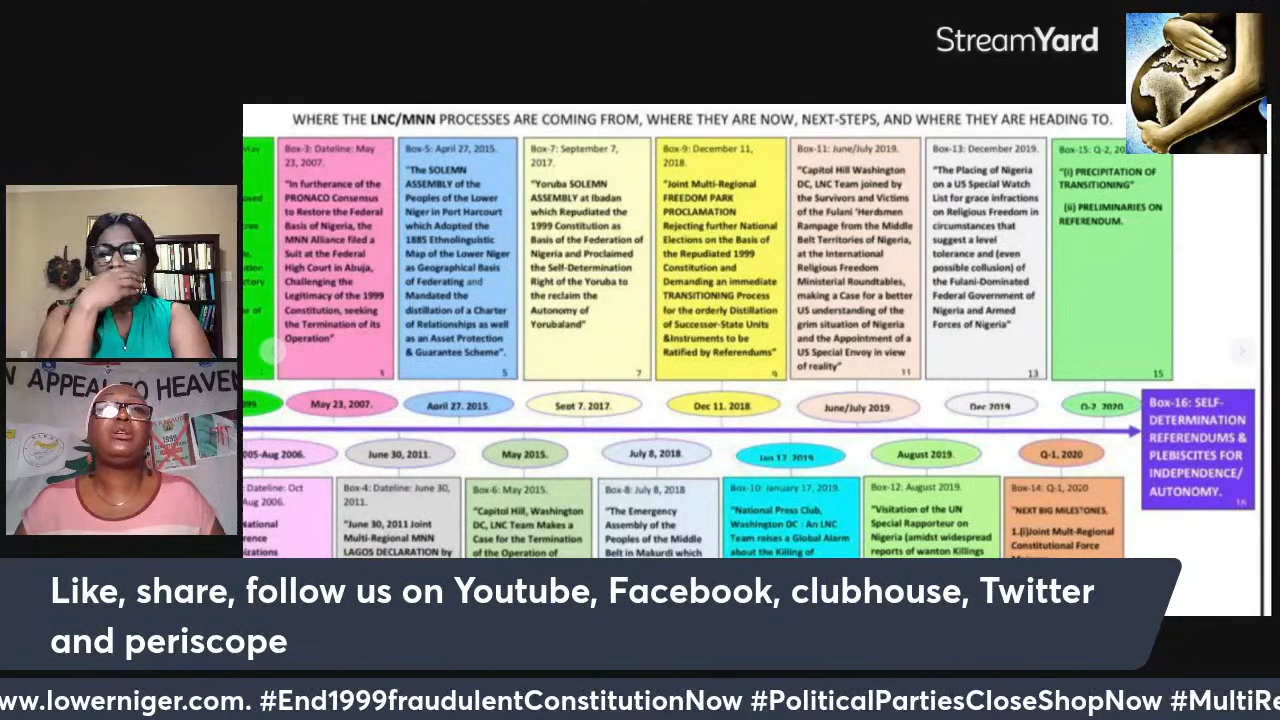 StreamYard
WHERE THE LNC/MNN PROCESSES ARE COMING FROM, WHERE THEY ARE NOW, NEXT-STEPS, AND WHERE THEY ARE HEADING TO.
Box-3: Dateline: May
23, 2007.
"In furtherance of the
PRONACO Consensus
to Restore the Federal
Basis of Nigeria, the
MNN Alliance filed a
Suit at the Federal
High Court in Abuja,
Challenging the
Legitimacy of the 1999
Constitution, seeking
the Termination of its
Operation"
Box-5: April 27, 2015.
"The SOLEMN
ASSEMBLY of the
Peoples of the Lower
Niger in Port Harcourt
which Adopted the
1885 Ethnolinguistic
Map of the Lower Niger
as Geographical Basis
of Federating and
Mandated the
distillation of a Charter
of Relationships as well
as an Asset Protection
& Guarantee Scheme".
5
Box-7: September 7,
2017.
"Yoruba SOLEMN
ASSEMBLY at Ibadan
which Repudiated the
1999 Constitution as
Basis of the Federation of
Nigeria and Proclaimed
the Self-Determination
Right of the Yoruba to
the reclaim the
Autonomy of
Yorubaland"
7
Box-9: December 11,
2018.
"Joint Multi-Regional
FREEDOM PARK
PROCLAMATION
Rejecting further National
Elections on the Basis of
the Repudiated 1999
Constitution and
Demanding an immediate
TRANSITIONING Process
for the orderly Distillation
of Successor-State Units
&Instruments to be
Ratified by Referendums"
9
Box-11: June/July 2019.
"Capitol Hill Washington
DC, LNC Team joined by
the Survivors and Victims
of the Fulani 'Herdsmen
Rampage from the Middle
Belt Territories of Nigeria,
at the International
Religious Freedom
Ministerial Roundtables,
making a Case for a better
US understanding of the
grim situation of Nigeria
and the Appointment of a
US Special Envoy in view
of reality"
11
Box-13: December 2019.
"The Placing of Nigeria
on a US Special Watch
List for grace infractions
on Religious Freedom in
circumstances that
suggest a level
tolerance and (even
possible collusion) of
the Fulani-Dominated
Federal Government of
Nigeria and Armed
Forces of Nigeria"
13
Box-15: Q-2, 20
"(i) PRECIPITATION OF
TRANSITIONING"
(ii) PRELIMINARIES ON
REFERENDUM.
15
May 23, 2007.
April 27. 2015.
Sept 7. 2017.
Dec 11. 2018.
June/July 2019.
Dec 2019
Q-2. 2020
Box-16: SELF-
DETERMINATION
REFERENDUMS &
PLEBISCITES FOR
INDEPENDENCE/
AUTONOMY.
16
005-Aug 2006.
June 30, 2011.
May 2015.
July 8, 2018.
Jan 17, 2019.
August 2019.
Q-1, 2020
Dateline: Oct
Aug 2006.
Box-4: Dateline: June 30,
2011.
"June 30, 2011 Joint
Multi-Regional MNN
LAGOS DECLARATION by
Box-6: May 2015.
"Capitol Hill, Washington
DC, LNC Team Makes a
Case for the Termination
of the Operation of
Box-8: July 8, 2018
"The Emergency
Assembly of the
Peoples of the Middle
Belt in Makurdi which
Box-10: January 17, 2019.
"National Press Club,
Washington DC : An LNC
Team raises a Global Alarm
about the Killing of
Box-12: August 2019.
"Visitation of the UN
Special Rapporteur on
Nigeria (amidst widespread
reports of wanton Killings
Box-14: Q-1, 2020
"NEXT BIG MILESTONES.
1.(i)Joint Mult-Regional
Constitutional Force
N APPEAL TO HEAVEN
Like, share, follow us on Youtube, Facebook, clubhouse, Twitter
and periscope
ww.lowerniger.com. #End1999fraudulentConstitutionNow #PoliticalPartiesCloseShopNow #MultiRe